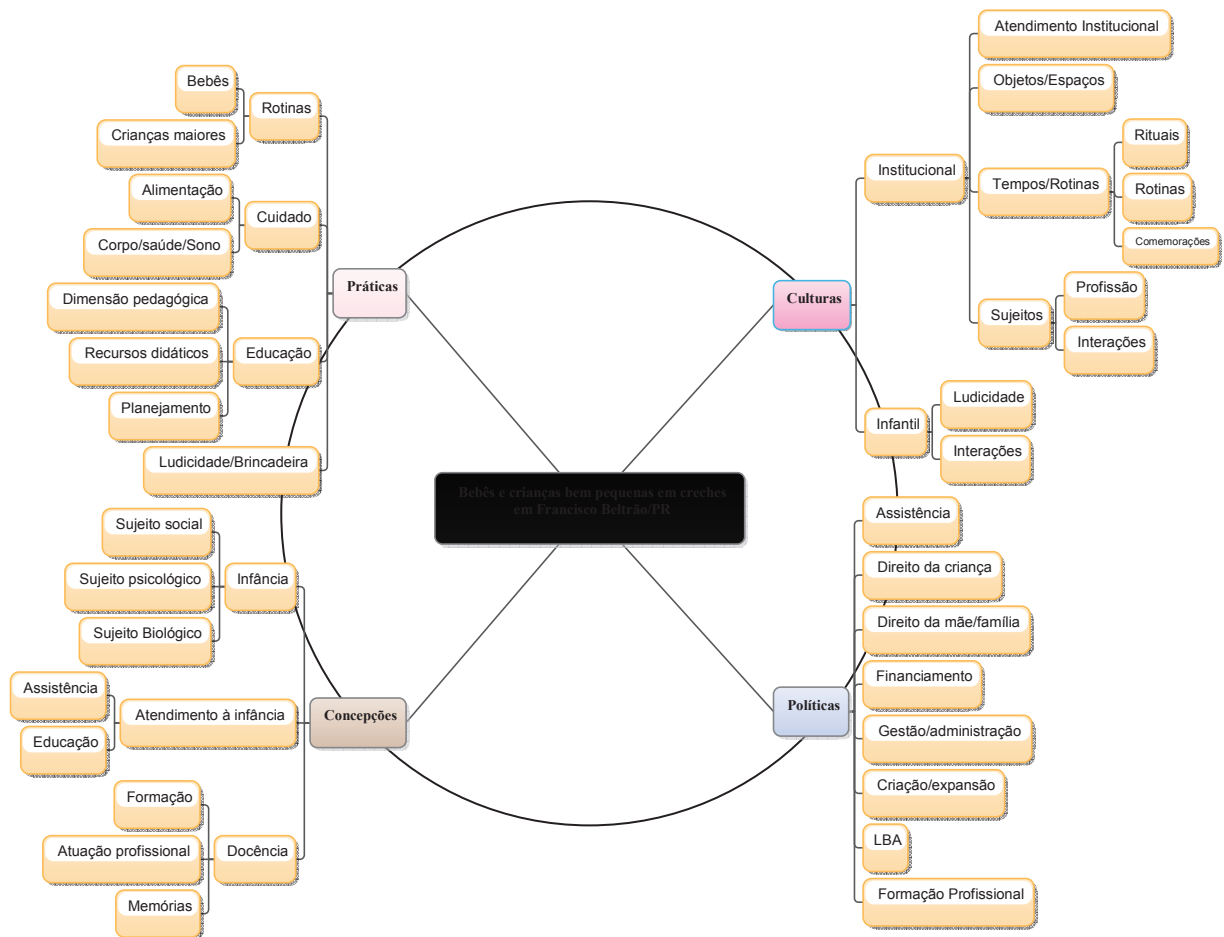 Bebês
Rotinas
Crianças maiores
Alimentação
Cuidado
Corpo/saúde/Sono
Práticas
Dimensão pedagógica
Recursos didáticos
Educação
Planejamento
Ludicidade/Brincadeira
Atendimento Institucional
Objetos/Espaços
Rituais
Institucional
Tempos/Rotinas
Rotinas
Comemorações
Culturas
Profissão
Sujeitos
Interações
Ludicidade
Infantil
Interações
Bebês e crianças bem pequenas em creches
em Francisco Beltrão/PR
Sujeito social
Sujeito psicológico
Infância
Sujeito Biológico
Assistência
Atendimento à infância
Concepções
Educação
Formação
Atuação profissional
Docência
Memórias
Assistência
Direito da criança
Direito da mãe/família
Financiamento
Políticas
Gestão/administração
Criação/expansão
LBA
Formação Profissional